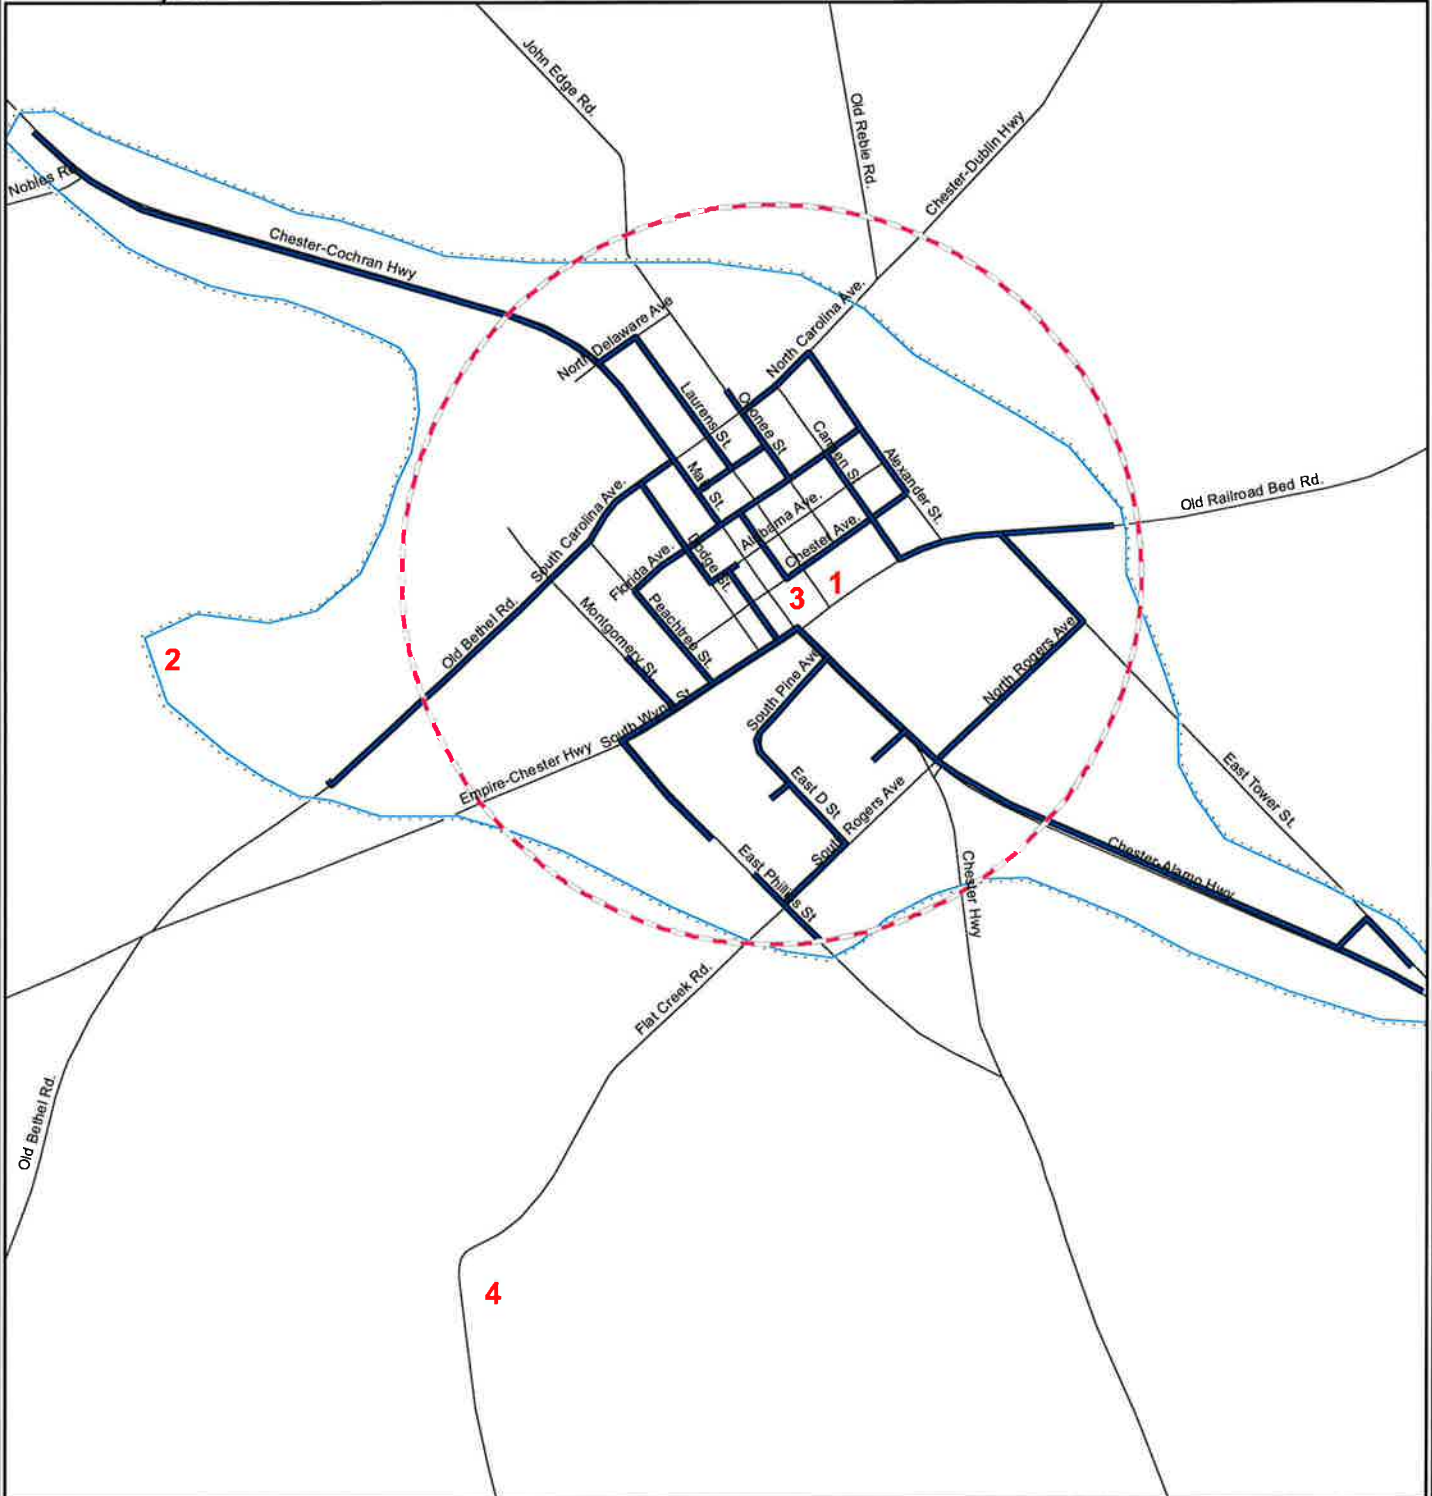 John Edge Rd.
Old Rebie Rd.
Chester-Dublin Hwy
Nobles Rd.
Chester-Cochran Hwy
North Delaware Ave
North Carolina Ave.
Laurens St.
Oconee St
Camden St
Main St.
Alexander St.
Old Railroad Bed Rd.
South Carolina Ave.
Alabama Ave.
Chester Ave.
Florida Ave.
Dodge St.
1
3
Old Bethel Rd.
Montgomery St.
Peachtree St.
2
South Pine Ave
North Rogers Ave
South Wynn St.
Empire-Chester Hwy
East D St
South Rogers Ave
East Tower St.
East Phillips St
Chester Hwy
Chester-Alamo Hwy
Flat Creek Rd.
Old Bethel Rd.
4